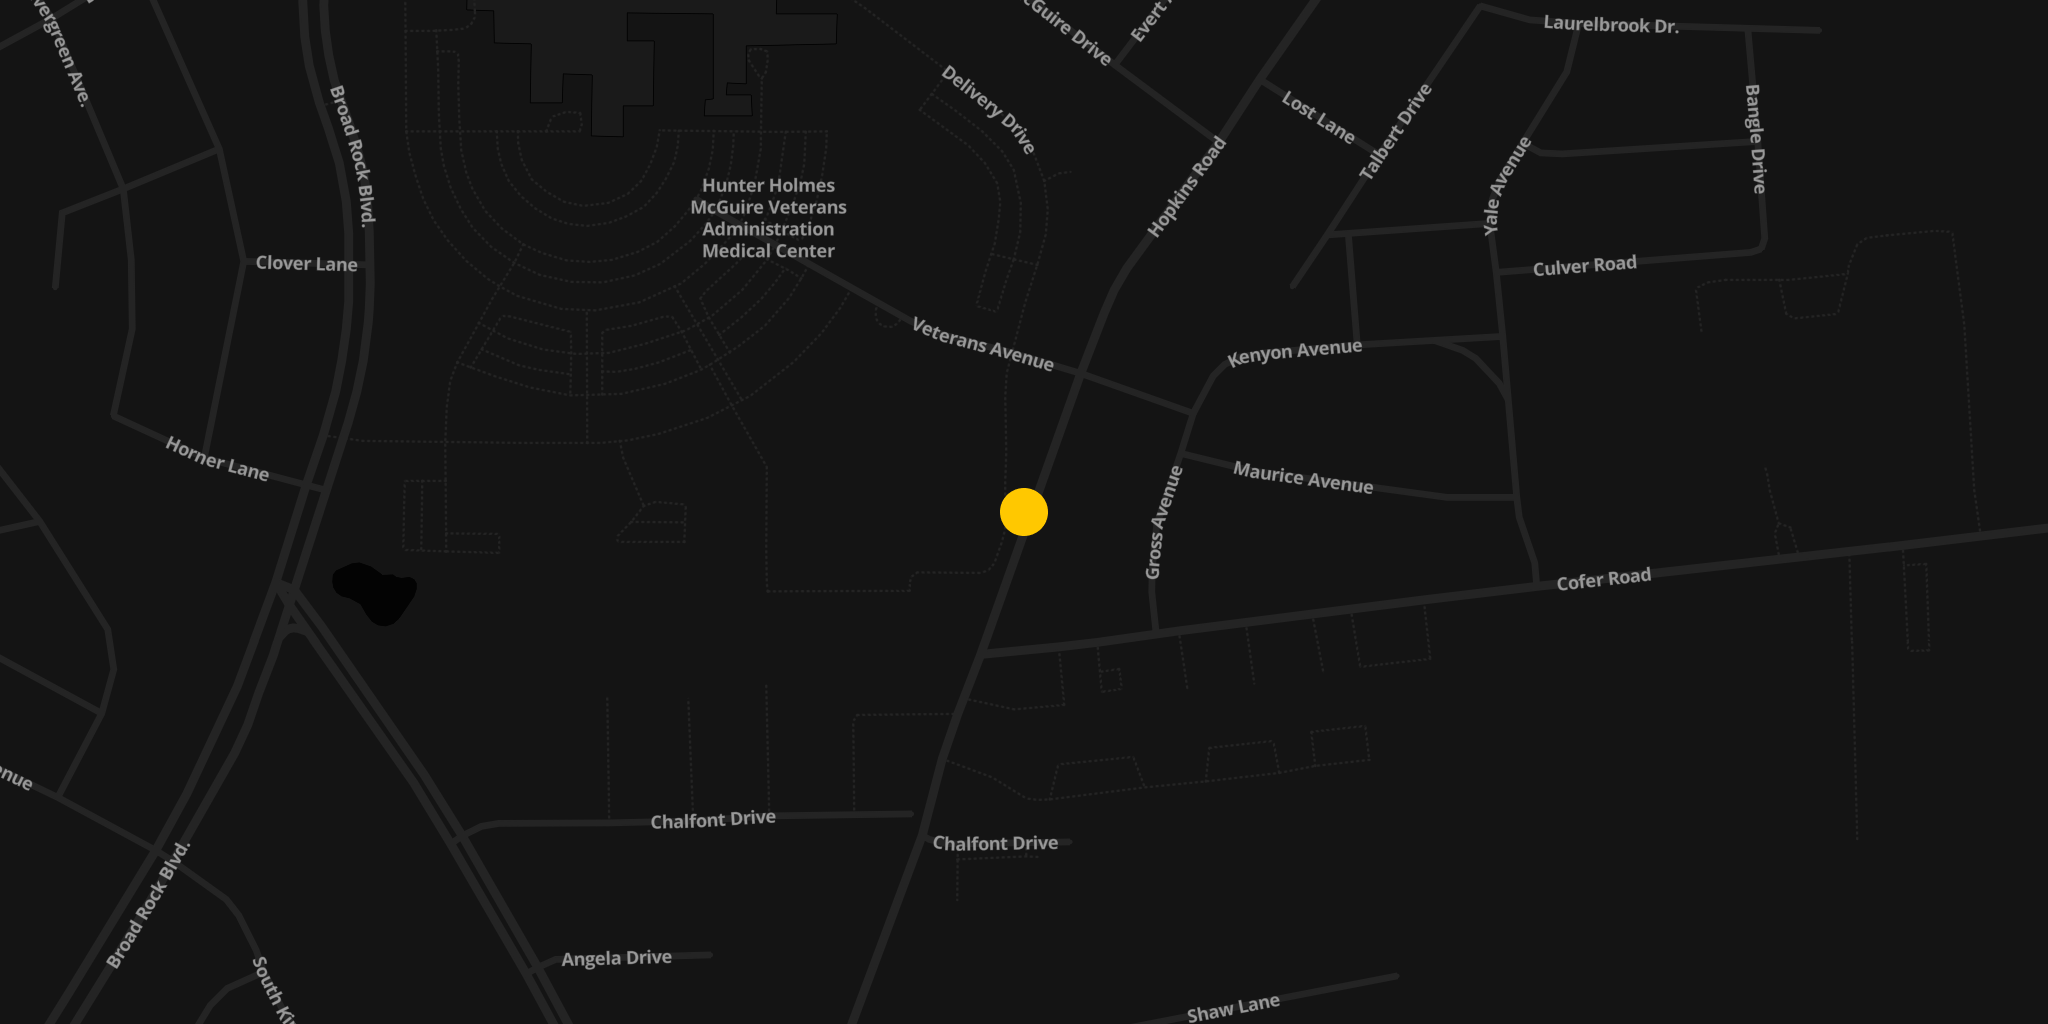 Laurelbrook Dr.
Delivery Drive
Lost Lane
Talbert Drive
Bangle Drive
Broad Rock Blvd.
Hopkins Road
Yale Avenue
Hunter Holmes
McGuire Veterans
Administration
Medical Center
Clover Lane
Culver Road
Veterans Avenue
Kenyon Avenue
Horner Lane
Maurice Avenue
Gross Avenue
Cofer Road
Chalfont Drive
Chalfont Drive
Broad Rock Blvd.
Angela Drive
Shaw Lane
vergreen Ave.
cGuire Drive
Evert
South Ki
enue